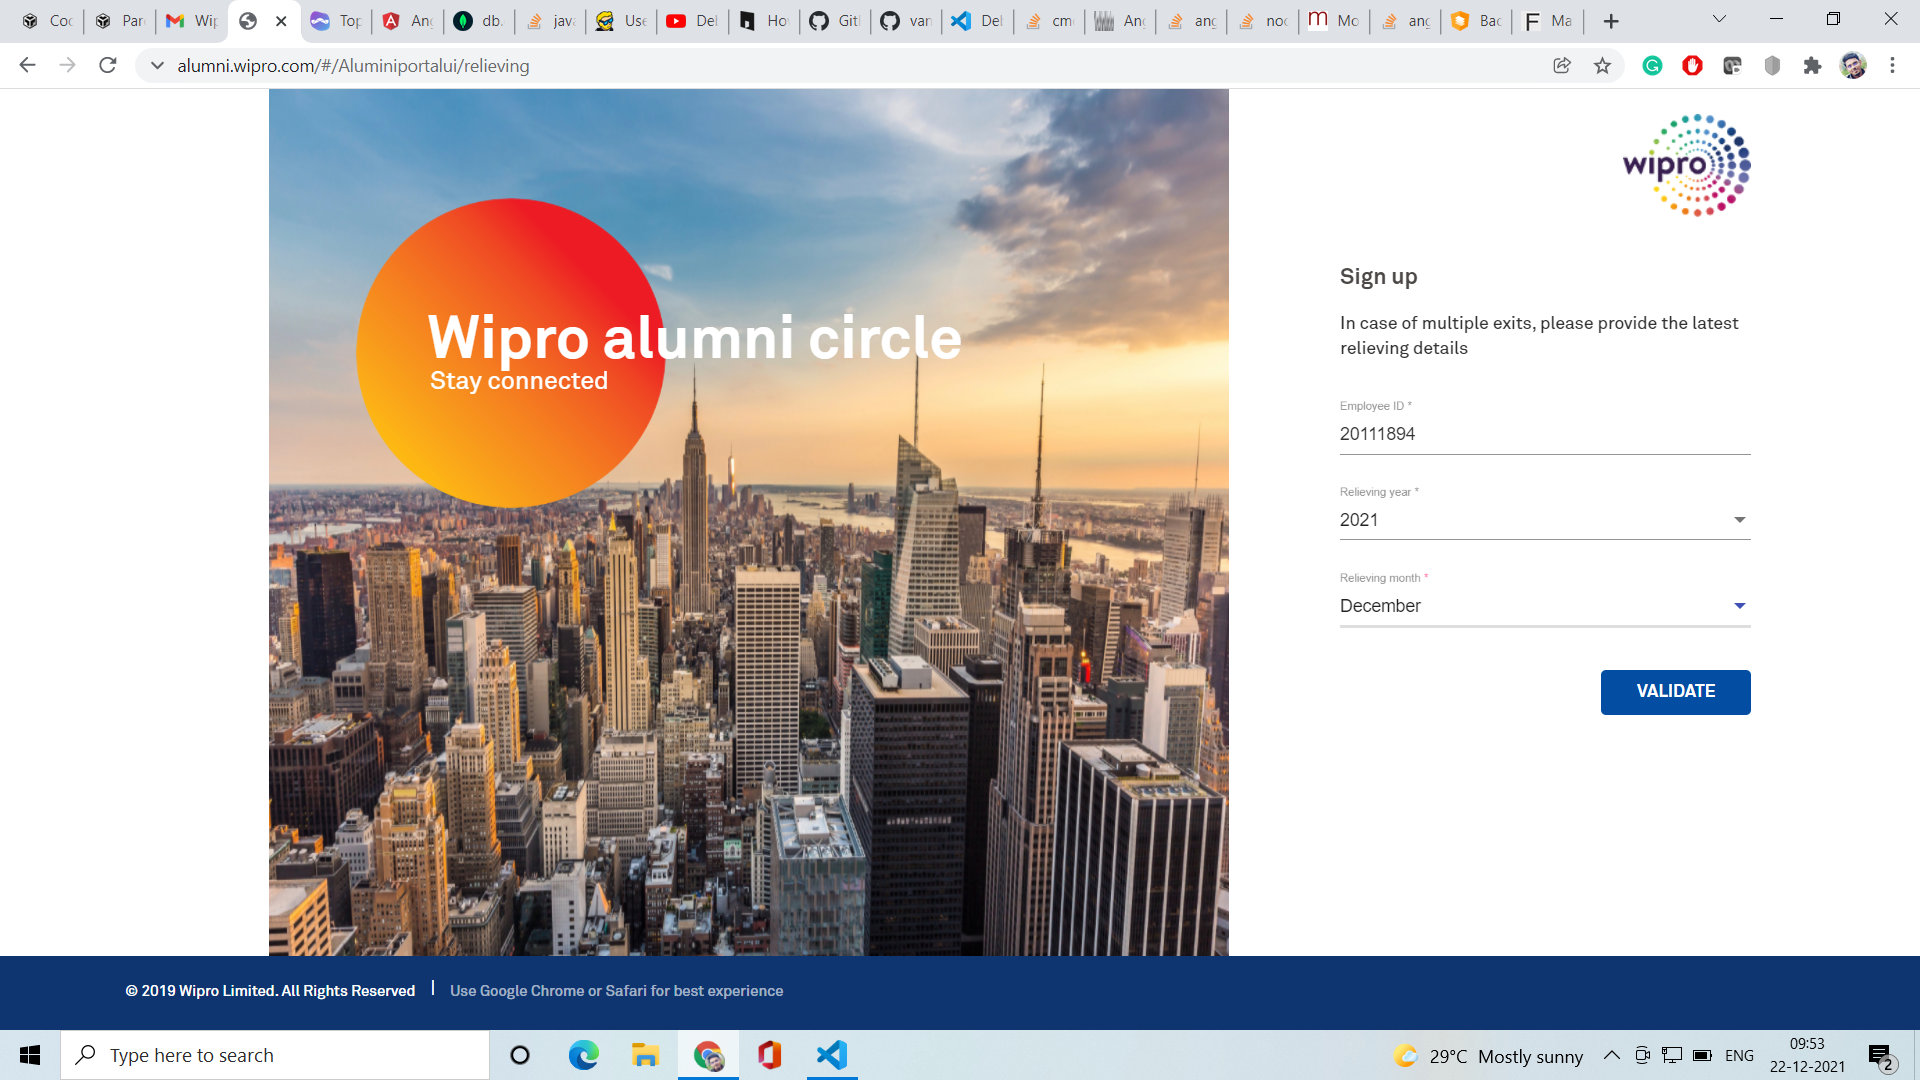 Coc
Par
Wip
Top
Ang
db.
java
Use
Del
Hov
Git
van
Del
cm
Ang
ang
noc
Mo
ang
Bac
Ma
alumni.wipro.com/#/Aluminiportalui/relieving
wipro
Wipro alumni circle
Stay connected
Sign up
In case of multiple exits, please provide the latest
relieving details
Employee ID *
20111894
Relieving year *
2021
Relieving month *
December
VALIDATE
© 2019 Wipro Limited. All Rights Reserved | Use Google Chrome or Safari for best experience
Type here to search
29°C Mostly sunny
ENG
09:53
22-12-2021
2